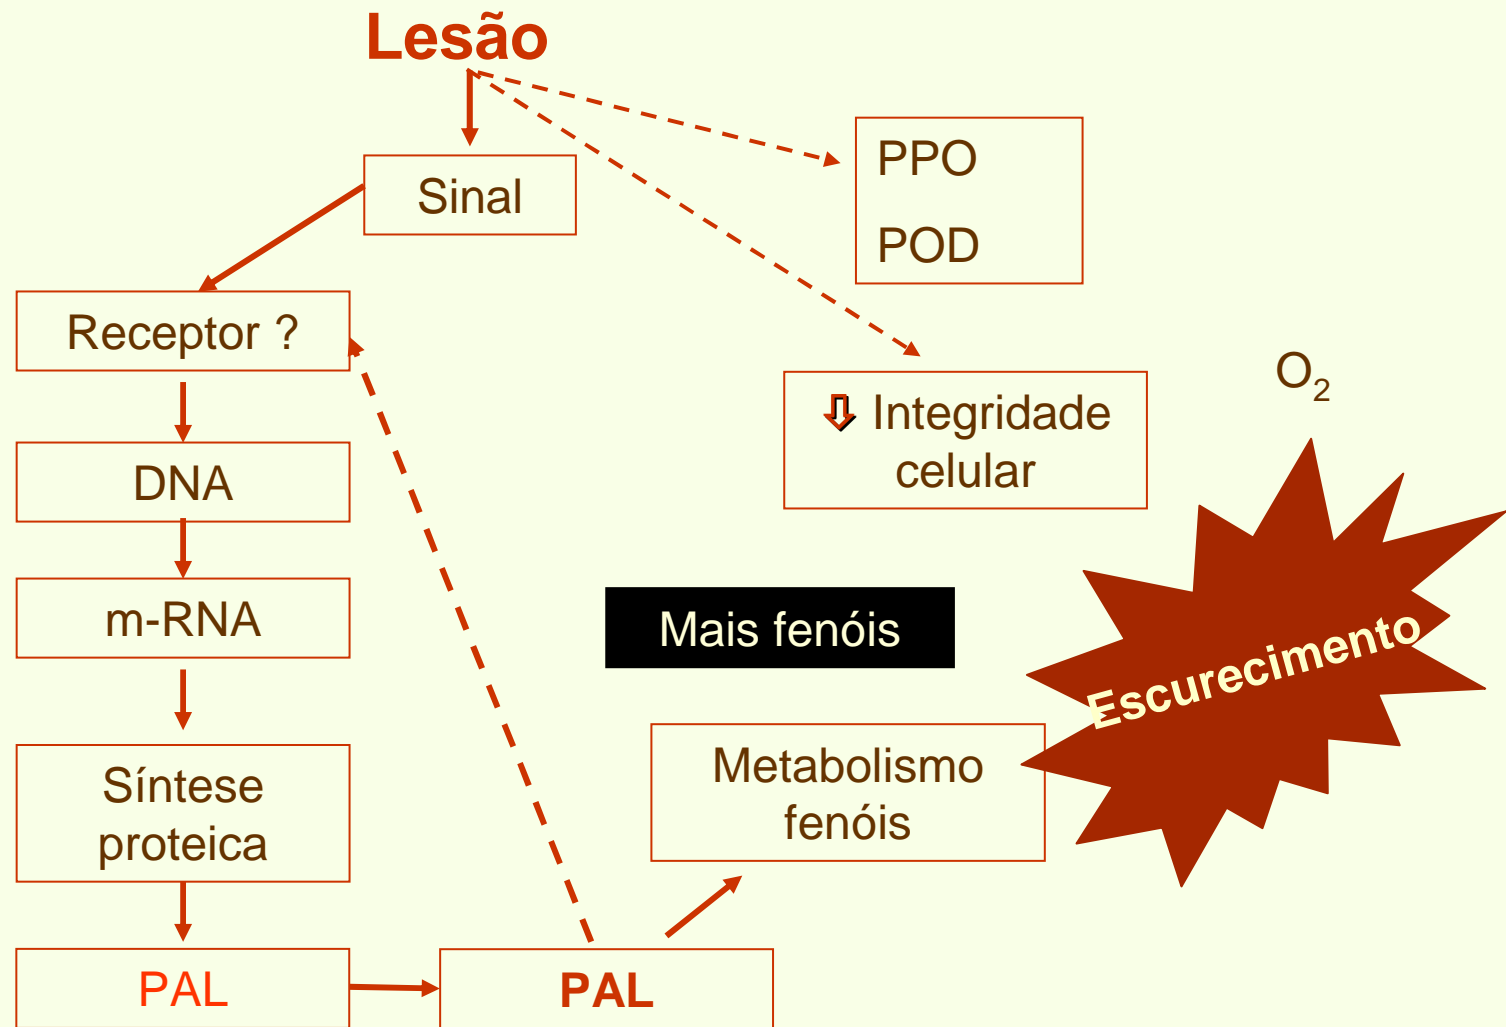 Lesão
Sinal
PPO
POD
Receptor ?
Integridade
celular
O₂
DNA
m-RNA
Mais fenóis
Escurecimento
Síntese
proteica
Metabolismo
fenóis
PAL
PAL